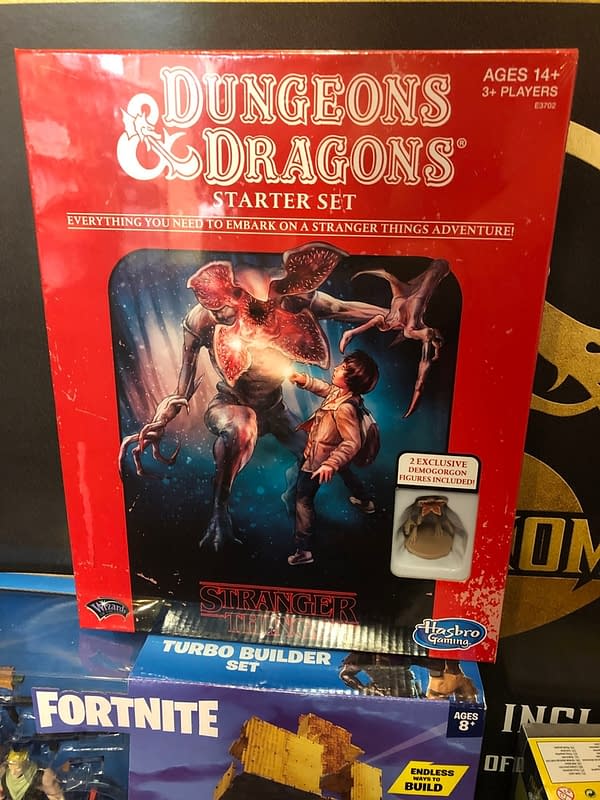 DUNGEONS
& DRAGONS®
STARTER SET
EVERYTHING YOU NEED TO EMBARK ON A STRANGER THINGS ADVENTURE!
AGES 14+
3+ PLAYERS
E3702
2 EXCLUSIVE
DEMOGORGON
FIGURES INCLUDED!
STRANGER
THINGS
Wizards
Hasbro
Gaming
TURBO BUILDER
SET
FORTNITE
AGES
8+
ENDLESS
WAYS TO
BUILD